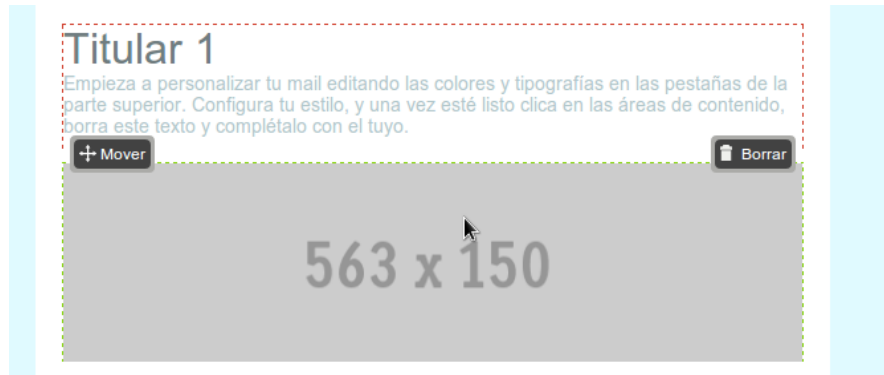 Titular 1
Empieza a personalizar tu mail editando las colores y tipografías en las pestañas de la
parte superior. Configura tu estilo, y una vez esté listo clica en las áreas de contenido,
borra este texto y complétalo con el tuyo.
Mover
Borrar
563 x 150